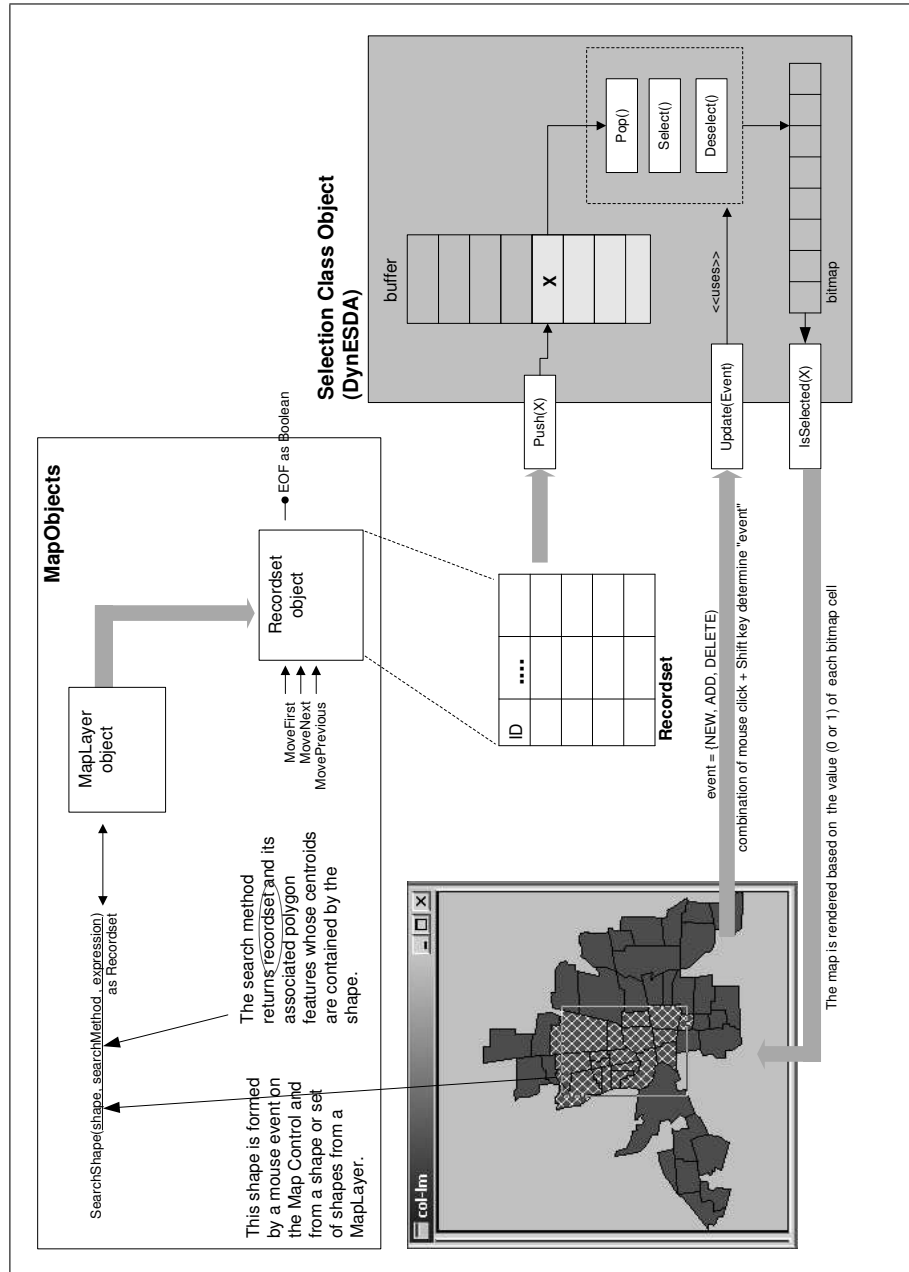 MapObjects
SearchShape(shape, searchMethod , expression)
as Recordset
MapLayer
object
This shape is formed
by a mouse event on
the Map Control and
from a shape or set
of shapes from a
MapLayer.
The search method
returns recordset and its
associated polygon
features whose centroids
are contained by the
shape.
MoveFirst
MoveNext
MovePrevious
Recordset
object
EOF as Boolean
Selection Class Object
(DynESDA)
buffer
X
Push(X)
Pop()
Select()
Deselect()
<<uses>>
Update(Event)
bitmap
IsSelected(X)
ID
....
Recordset
col-lm
event = {NEW, ADD, DELETE)
combination of mouse click + Shift key determine "event"
The map is rendered based on the value (0 or 1) of each bitmap cell